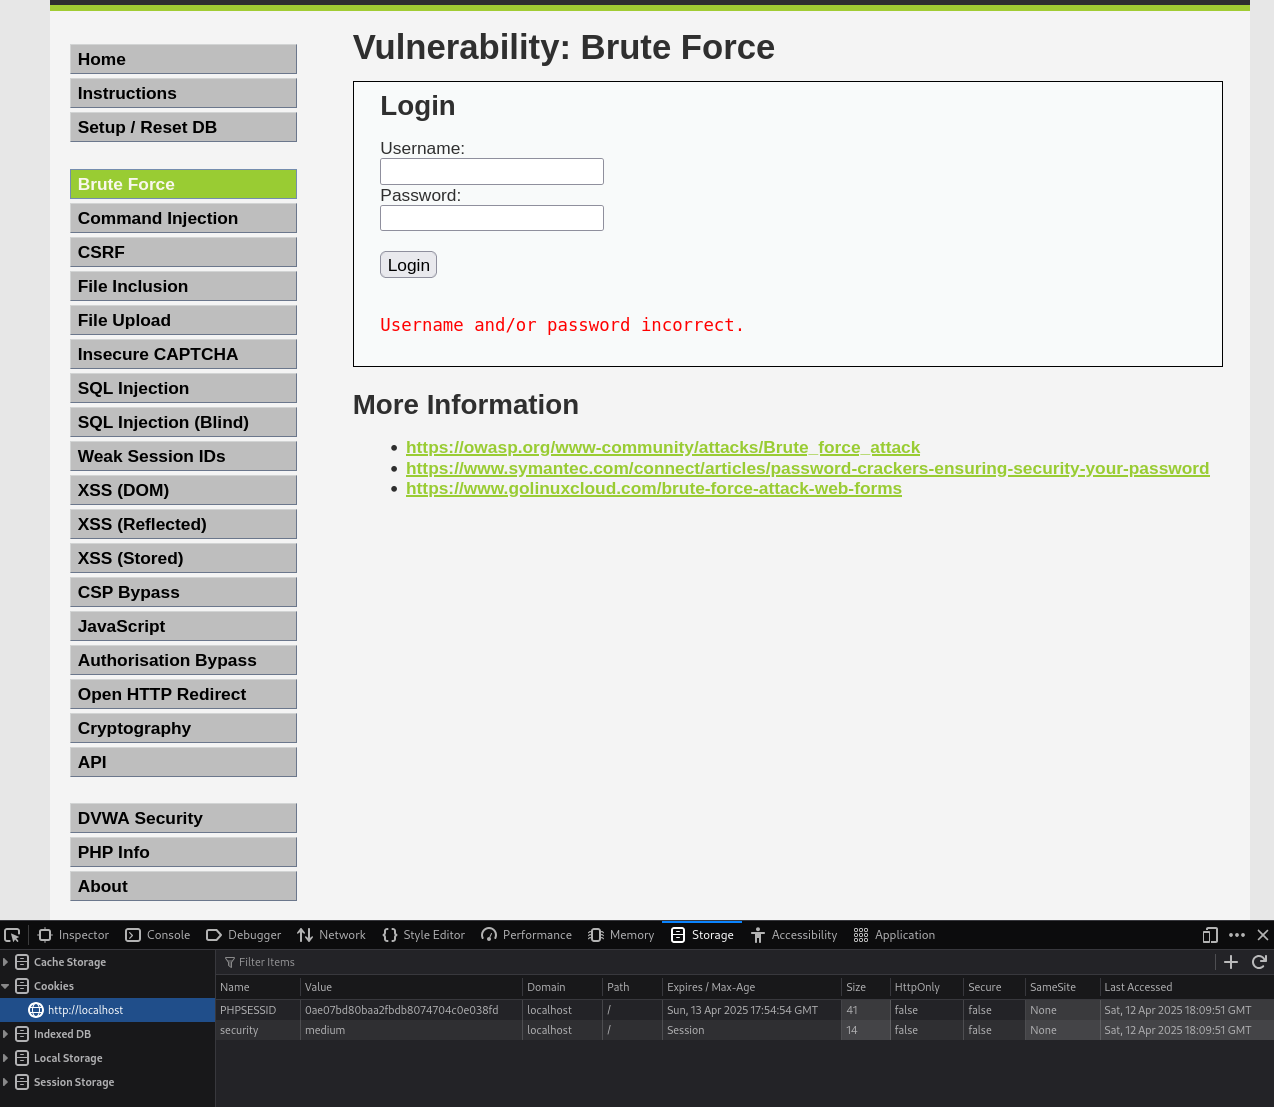 Home
Instructions
Setup / Reset DB
Brute Force
Command Injection
CSRF
File Inclusion
File Upload
Insecure CAPTCHA
SQL Injection
SQL Injection (Blind)
Weak Session IDs
XSS (DOM)
XSS (Reflected)
XSS (Stored)
CSP Bypass
JavaScript
Authorisation Bypass
Open HTTP Redirect
Cryptography
API
DVWA Security
PHP Info
About
Vulnerability: Brute Force
Login
Username:
Password:
Login
Username and/or password incorrect.
More Information
https://owasp.org/www-community/attacks/Brute_force_attack
https://www.symantec.com/connect/articles/password-crackers-ensuring-security-your-password
https://www.golinuxcloud.com/brute-force-attack-web-forms
Inspector Console Debugger Network Style Editor Performance Memory Storage Accessibility Application
Cache Storage
Cookies
http://localhost
Indexed DB
Local Storage
Session Storage
Filter Items
Name Value Domain Path Expires / Max-Age Size HttpOnly Secure SameSite Last Accessed
PHPSESSID 0ae07bd80baa2fbdb8074704c0e038fd localhost / Sun, 13 Apr 2025 17:54:54 GMT 41 false false None Sat, 12 Apr 2025 18:09:51 GMT
security medium localhost / Session 14 false false None Sat, 12 Apr 2025 18:09:51 GMT